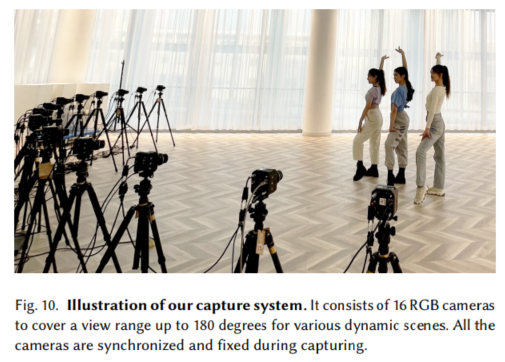 Fig. 10. Illustration of our capture system. It consists of 16 RGB cameras
to cover a view range up to 180 degrees for various dynamic scenes. All the
cameras are synchronized and fixed during capturing.